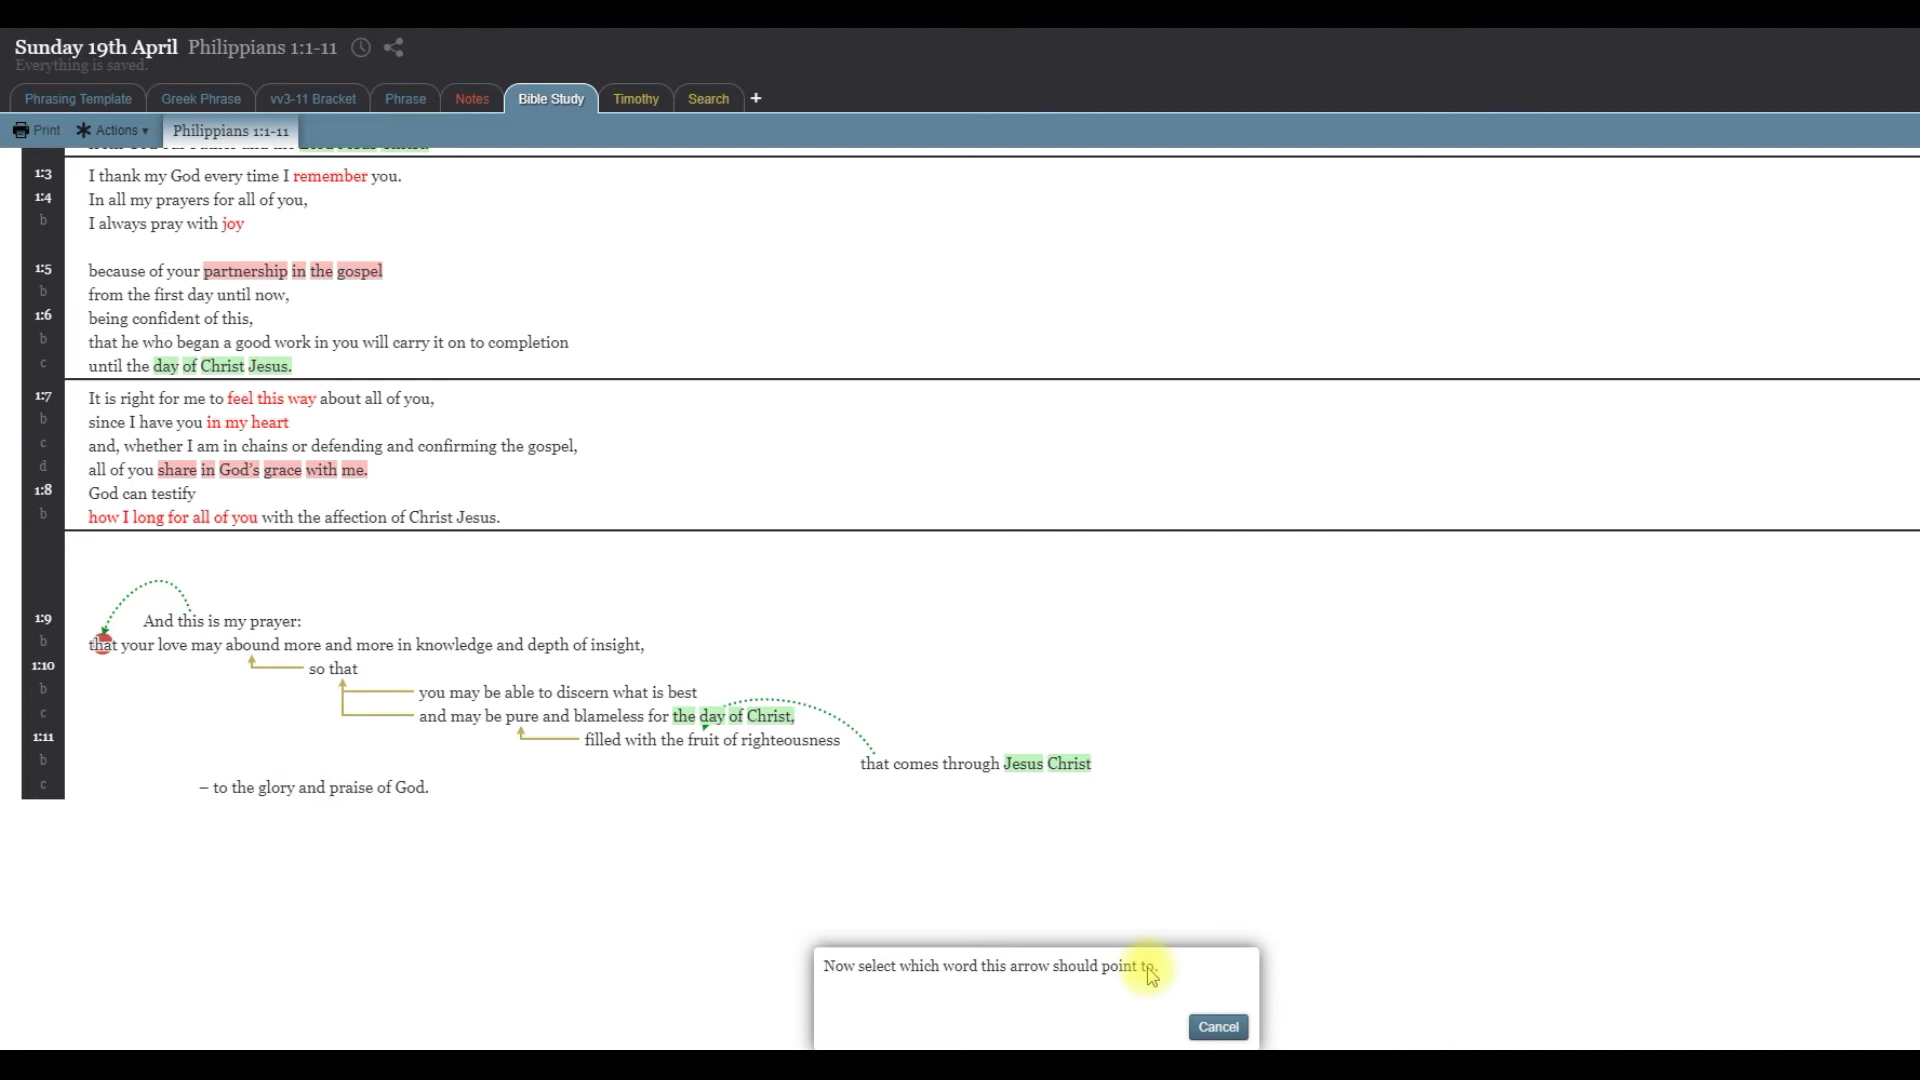 Sunday 19th April Philippians 1:1-11
Everything is saved.
Phrasing Template Greek Phrase vv3-11 Bracket Phrase Notes Bible Study Timothy Search +
Print Actions ▾ Philippians 1:1-11
1:3 I thank my God every time I remember you.
1:4 In all my prayers for all of you,
b I always pray with joy
1:5 because of your partnership in the gospel
b from the first day until now,
1:6 being confident of this,
b that he who began a good work in you will carry it on to completion
c until the day of Christ Jesus.
1:7 It is right for me to feel this way about all of you,
b since I have you in my heart
c and, whether I am in chains or defending and confirming the gospel,
d all of you share in God's grace with me.
1:8 God can testify
b how I long for all of you with the affection of Christ Jesus.
1:9 And this is my prayer:
b that your love may abound more and more in knowledge and depth of insight,
1:10 so that
b you may be able to discern what is best
c and may be pure and blameless for the day of Christ,
1:11 filled with the fruit of righteousness
b that comes through Jesus Christ
c – to the glory and praise of God.
Now select which word this arrow should point to.
Cancel